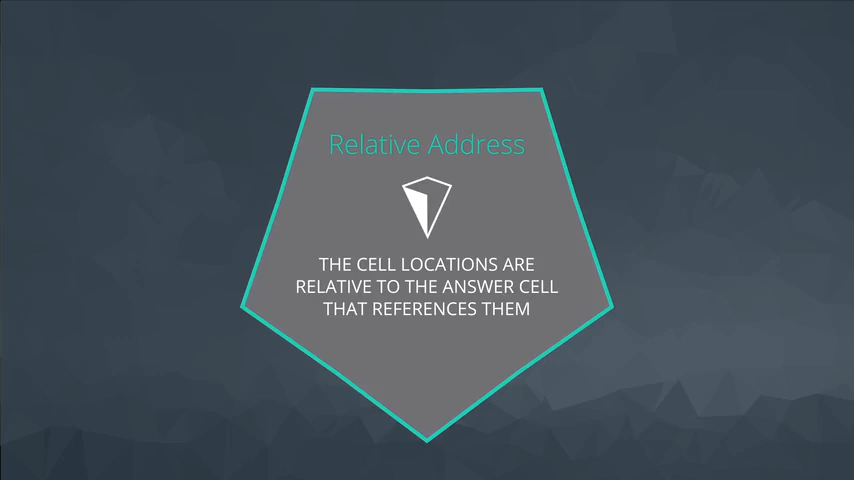 Relative Address
THE CELL LOCATIONS ARE
RELATIVE TO THE ANSWER CELL
THAT REFERENCES THEM